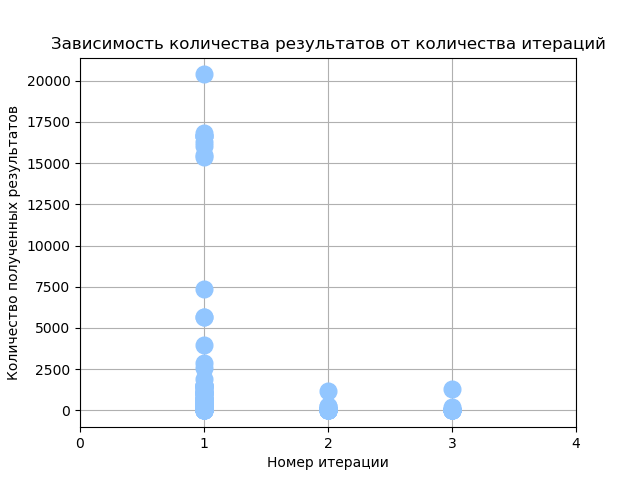 Зависимость количества результатов от количества итераций
Количество полученных результатов
20000
17500
15000
12500
10000
7500
5000
2500
0
0 1 2 3 4
Номер итерации